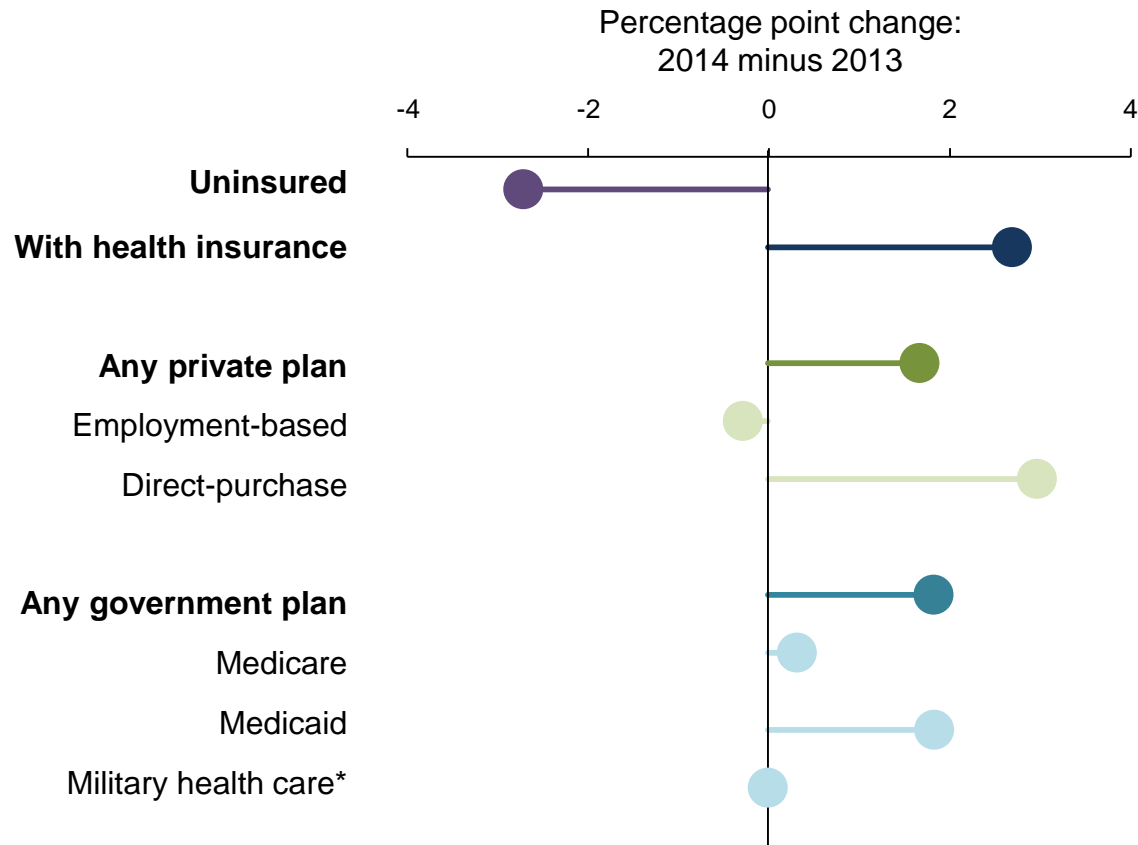 Percentage point change:
2014 minus 2013
-4 -2 0 2 4
Uninsured
With health insurance
Any private plan
Employment-based
Direct-purchase
Any government plan
Medicare
Medicaid
Military health care*